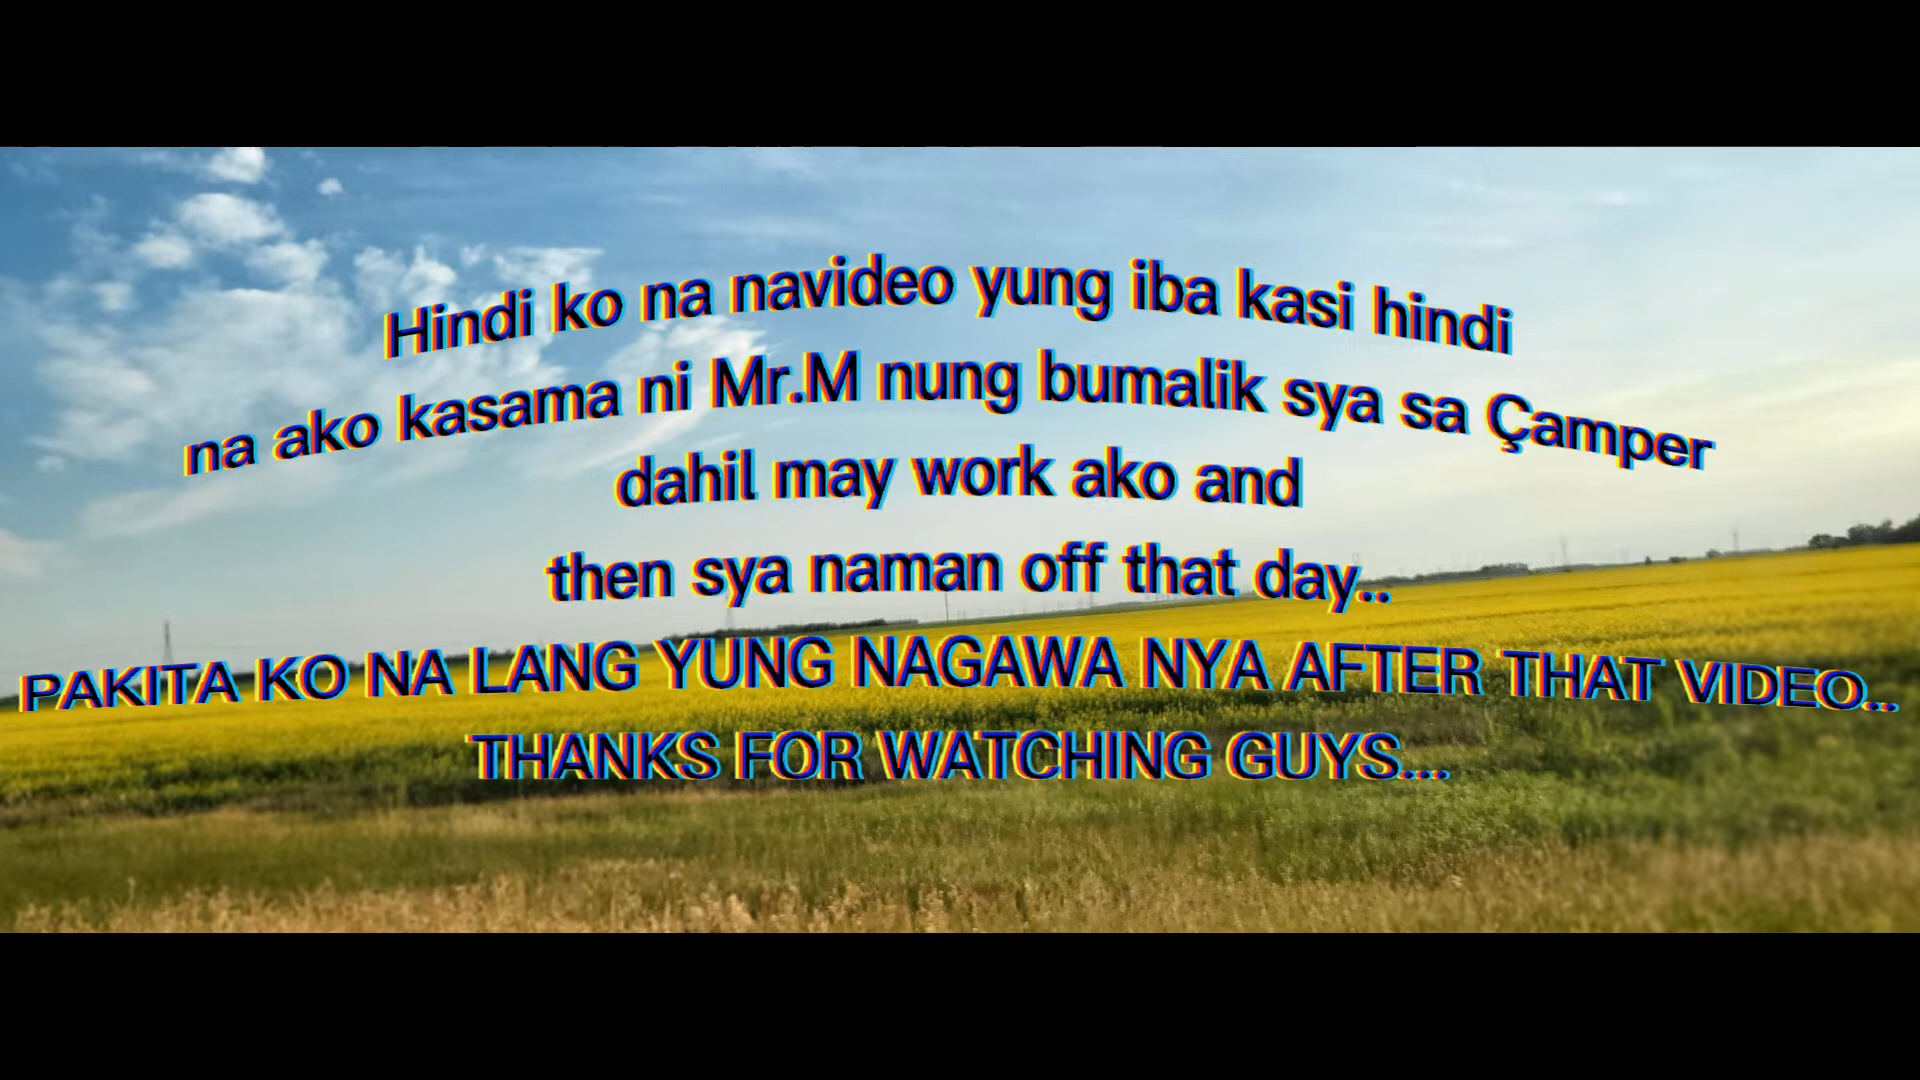 Hindi ko na navideo yung iba kasi hindi
na ako kasama ni Mr.M nung bumalik sya sa Çamper
dahil may work ako and
then sya naman off that day..
PAKITA KO NA LANG YUNG NAGAWA NYA AFTER THAT VIDEO...
THANKS FOR WATCHING GUYS....